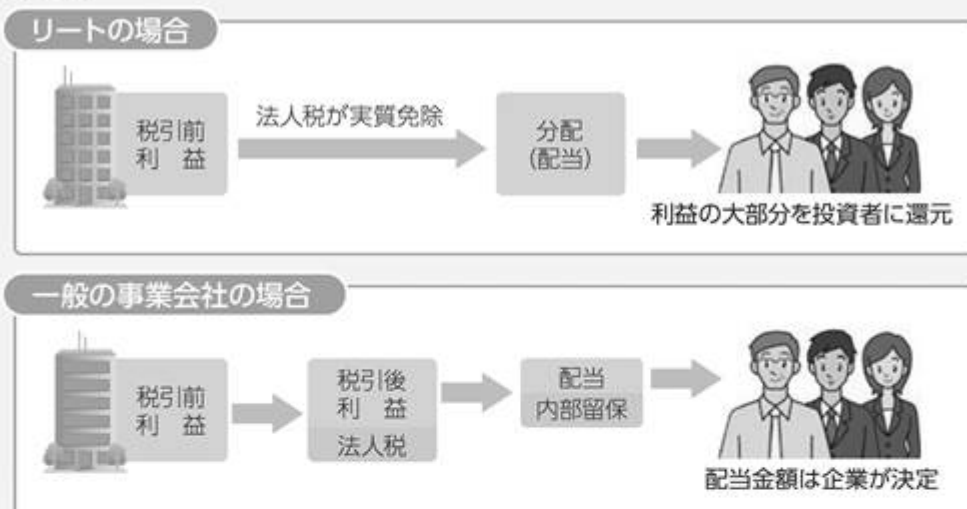 リートの場合
税引前
利 益
法人税が実質免除
分配
(配当)
利益の大部分を投資者に還元
一般の事業会社の場合
税引前
利 益
税引後
利 益
法人税
配当
内部留保
配当金額は企業が決定